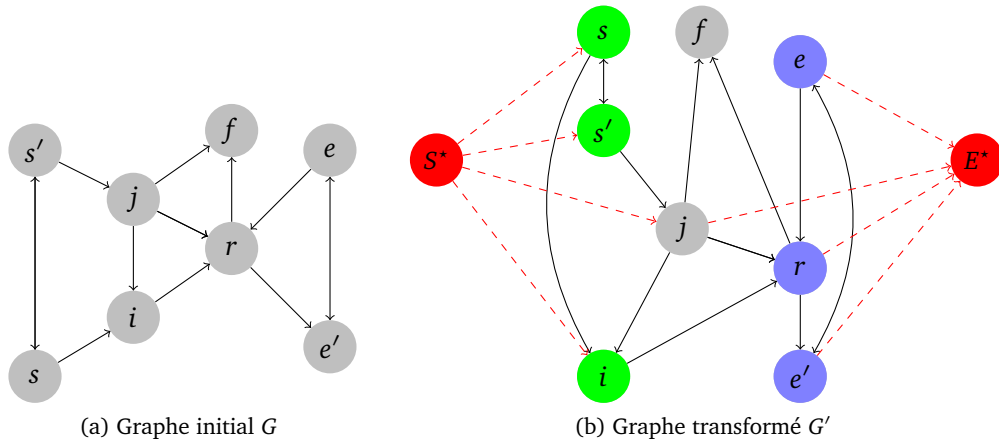 s′
f
e
j
r
i
s
e′
(a) Graphe initial G
s
f
e
s′
S⋆
E⋆
j
r
i
e′
(b) Graphe transformé G′